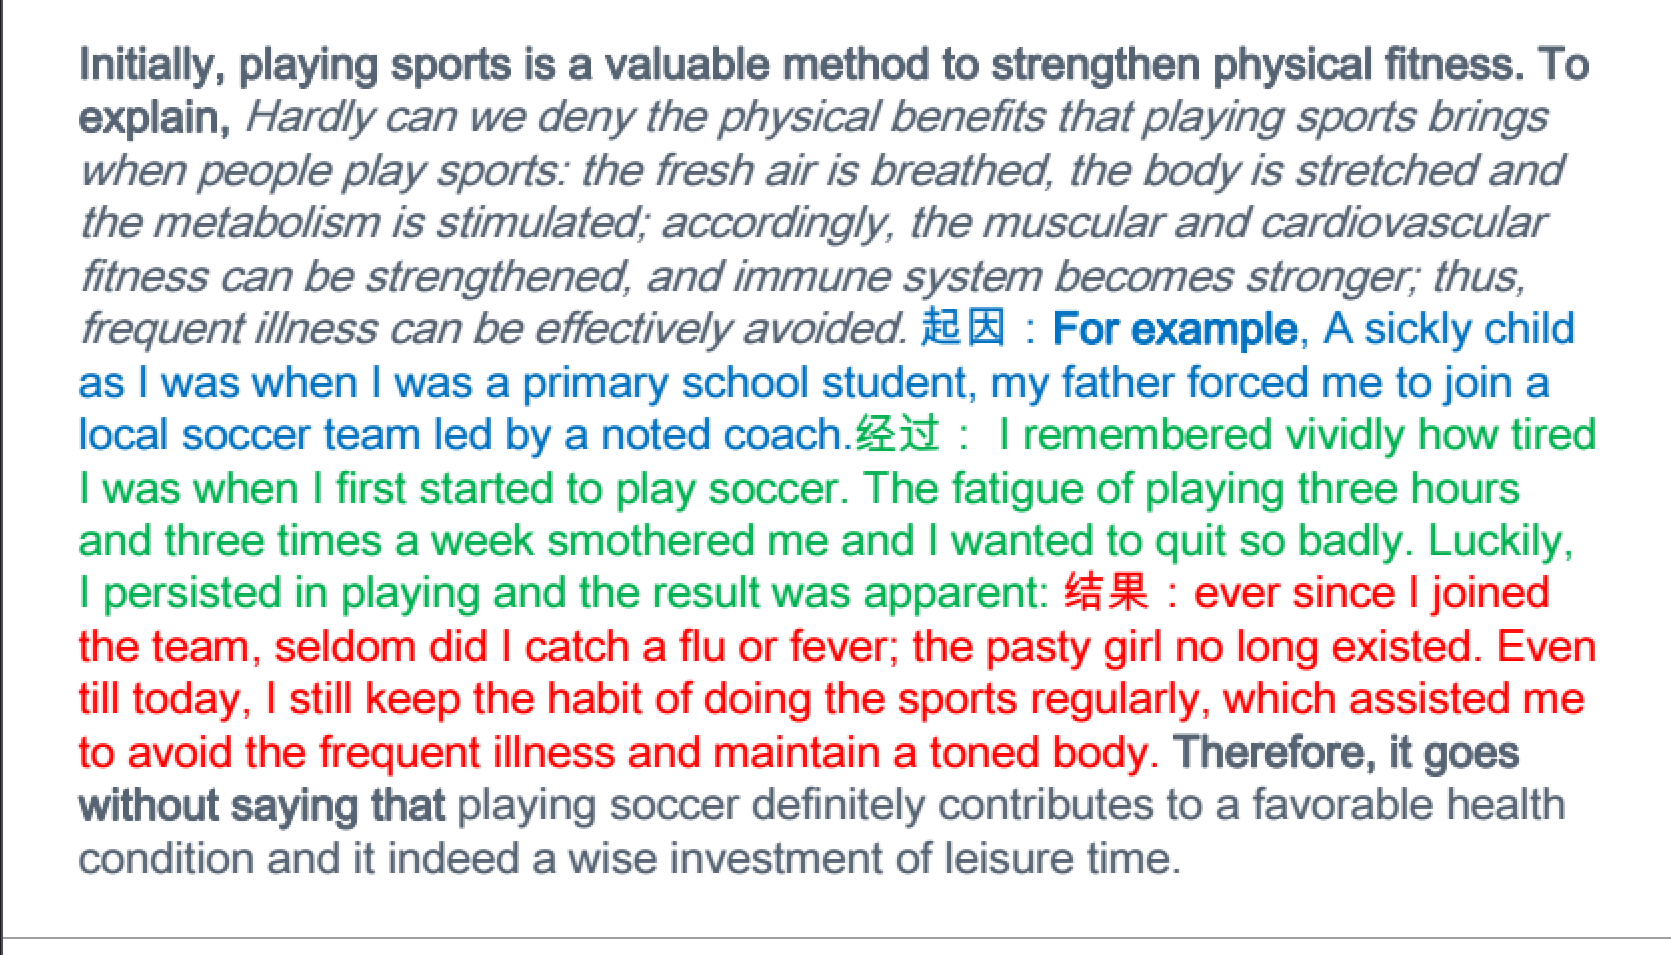 Initially, playing sports is a valuable method to strengthen physical fitness. To
explain, Hardly can we deny the physical benefits that playing sports brings
when people play sports: the fresh air is breathed, the body is stretched and
the metabolism is stimulated; accordingly, the muscular and cardiovascular
fitness can be strengthened, and immune system becomes stronger; thus,
frequent illness can be effectively avoided. 起因：For example, A sickly child
as I was when I was a primary school student, my father forced me to join a
local soccer team led by a noted coach.经过： I remembered vividly how tired
I was when I first started to play soccer. The fatigue of playing three hours
and three times a week smothered me and I wanted to quit so badly. Luckily,
I persisted in playing and the result was apparent: 结果：ever since I joined
the team, seldom did I catch a flu or fever; the pasty girl no long existed. Even
till today, I still keep the habit of doing the sports regularly, which assisted me
to avoid the frequent illness and maintain a toned body. Therefore, it goes
without saying that playing soccer definitely contributes to a favorable health
condition and it indeed a wise investment of leisure time.